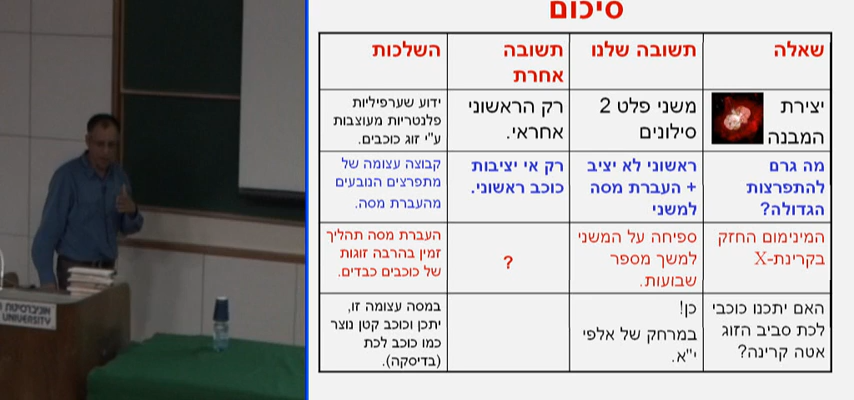 סיכום
שאלה
תשובה שלנו
תשובה
אחרת
השלכות
יצירת
המבנה
משני פלט 2
סילונים
רק הראשוני
אחראי.
ידוע שערפיליות
פלנטריות מעוצבות
ע"י זוג כוכבים.
מה גרם
להתפרצות
הגדולה?
ראשוני לא יציב
+ העברת מסה
למשני
רק אי יציבות
כוכב ראשוני.
קבוצה עצומה של
מתפרצים הנובעים
מהעברת מסה.
המינימום החזק
בקרינת-X
ספיחה על המשני
למשך מספר
שבועות.
?
העברת מסה תהליך
זמין בהרבה זוגות
של כוכבים כבדים.
האם יתכנו כוכבי
לכת סביב הזוג
אטה קרינה?
כן!
במרחק של אלפי
י"א.
במסה עצומה זו,
יתכן וכוכב קטן נוצר
כמו כוכב לכת
(בדיסקה).
UNIVERSITY